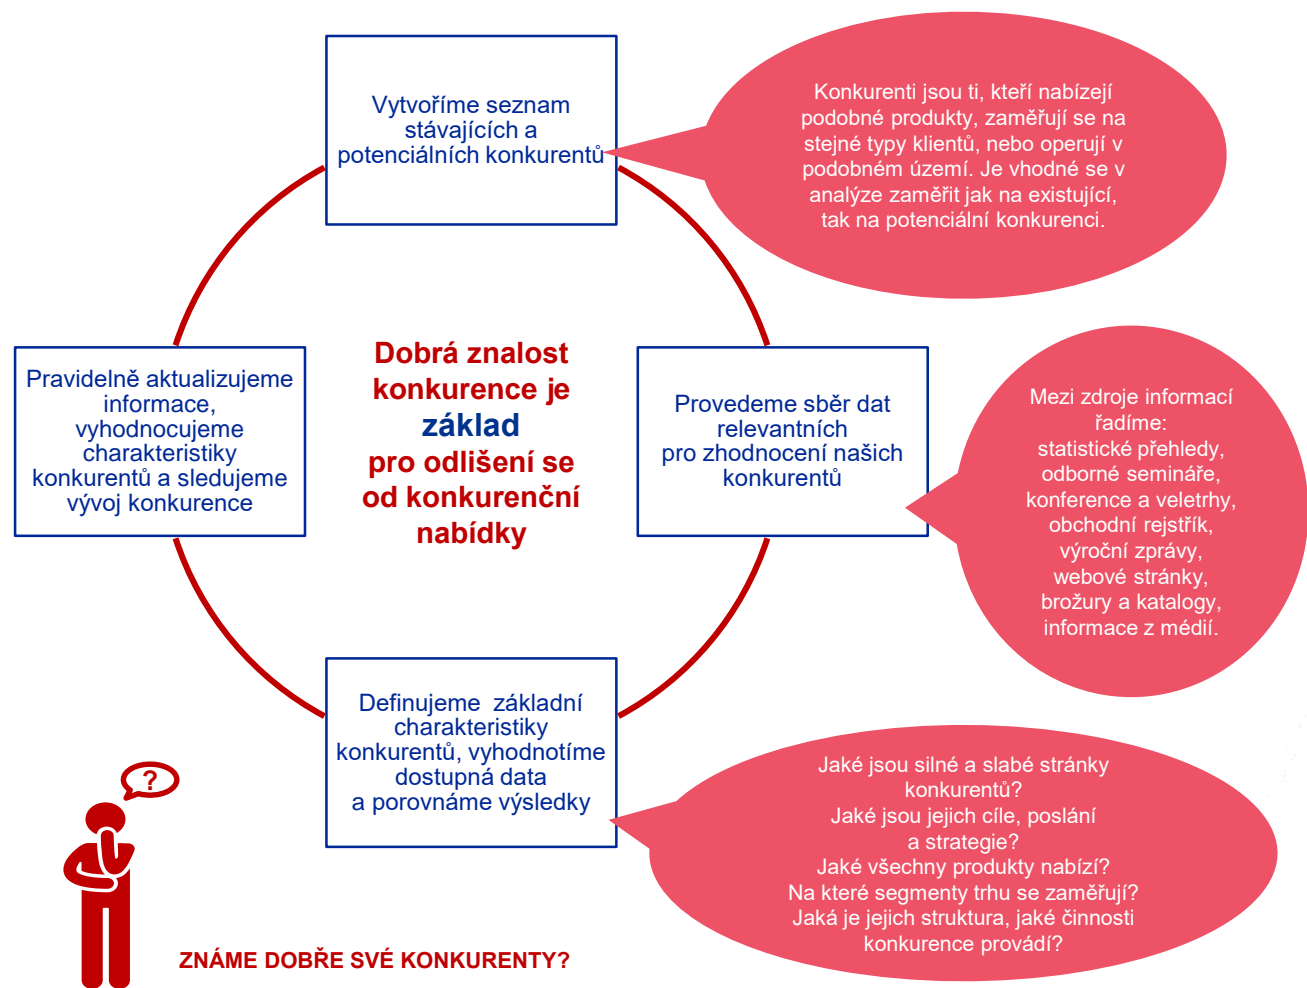 Vytvoříme seznam
stávajících a
potenciálních konkurentů
Konkurenti jsou ti, kteří nabízejí
podobné produkty, zaměřují se na
stejné typy klientů, nebo operují v
podobném území. Je vhodné se v
analýze zaměřit jak na existující,
tak na potenciální konkurenci.
Provedeme sběr dat
relevantních
pro zhodnocení našich
konkurentů
Mezi zdroje informací
řadíme:
statistické přehledy,
odborné semináře,
konference a veletrhy,
obchodní rejstřík,
výroční zprávy,
webové stránky,
brožury a katalogy,
informace z médií.
Definujeme  základní
charakteristiky
konkurentů, vyhodnotíme
dostupná data
a porovnáme výsledky
Jaké jsou silné a slabé stránky
konkurentů?
Jaké jsou jejich cíle, poslání
a strategie?
Jaké všechny produkty nabízí?
Na které segmenty trhu se zaměřují?
Jaká je jejich struktura, jaké činnosti
konkurence provádí?
Pravidelně aktualizujeme
informace,
vyhodnocujeme
charakteristiky
konkurentů a sledujeme
vývoj konkurence
Dobrá znalost
konkurence je
základ
pro odlišení se
od konkurenční
nabídky
?
ZNÁME DOBŘE SVÉ KONKURENTY?